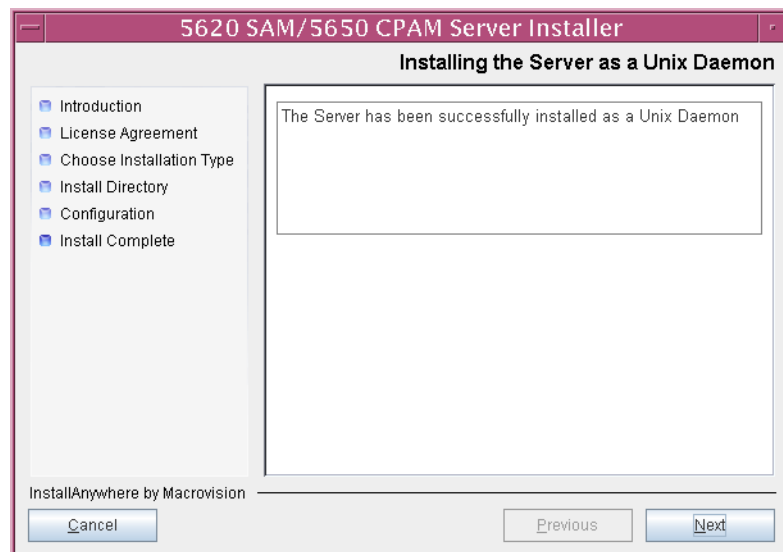 5620 SAM/5650 CPAM Server Installer
Installing the Server as a Unix Daemon
Introduction
License Agreement
Choose Installation Type
Install Directory
Configuration
Install Complete
The Server has been successfully installed as a Unix Daemon
InstallAnywhere by Macrovision
Cancel
Previous
Next